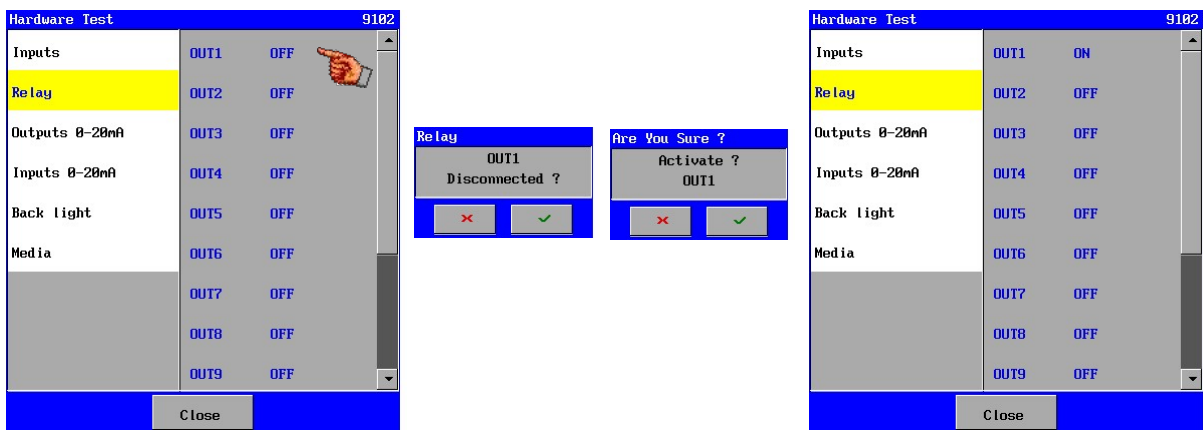 Hardware Test 9102
Inputs
Relay
Outputs 0-20mA
Inputs 0-20mA
Back light
Media
OUT1 OFF
OUT2 OFF
OUT3 OFF
OUT4 OFF
OUT5 OFF
OUT6 OFF
OUT7 OFF
OUT8 OFF
OUT9 OFF
Close
Relay
OUT1
Disconnected ?
Are You Sure ?
Activate ?
OUT1
Hardware Test 9102
Inputs
Relay
Outputs 0-20mA
Inputs 0-20mA
Back light
Media
OUT1 ON
OUT2 OFF
OUT3 OFF
OUT4 OFF
OUT5 OFF
OUT6 OFF
OUT7 OFF
OUT8 OFF
OUT9 OFF
Close